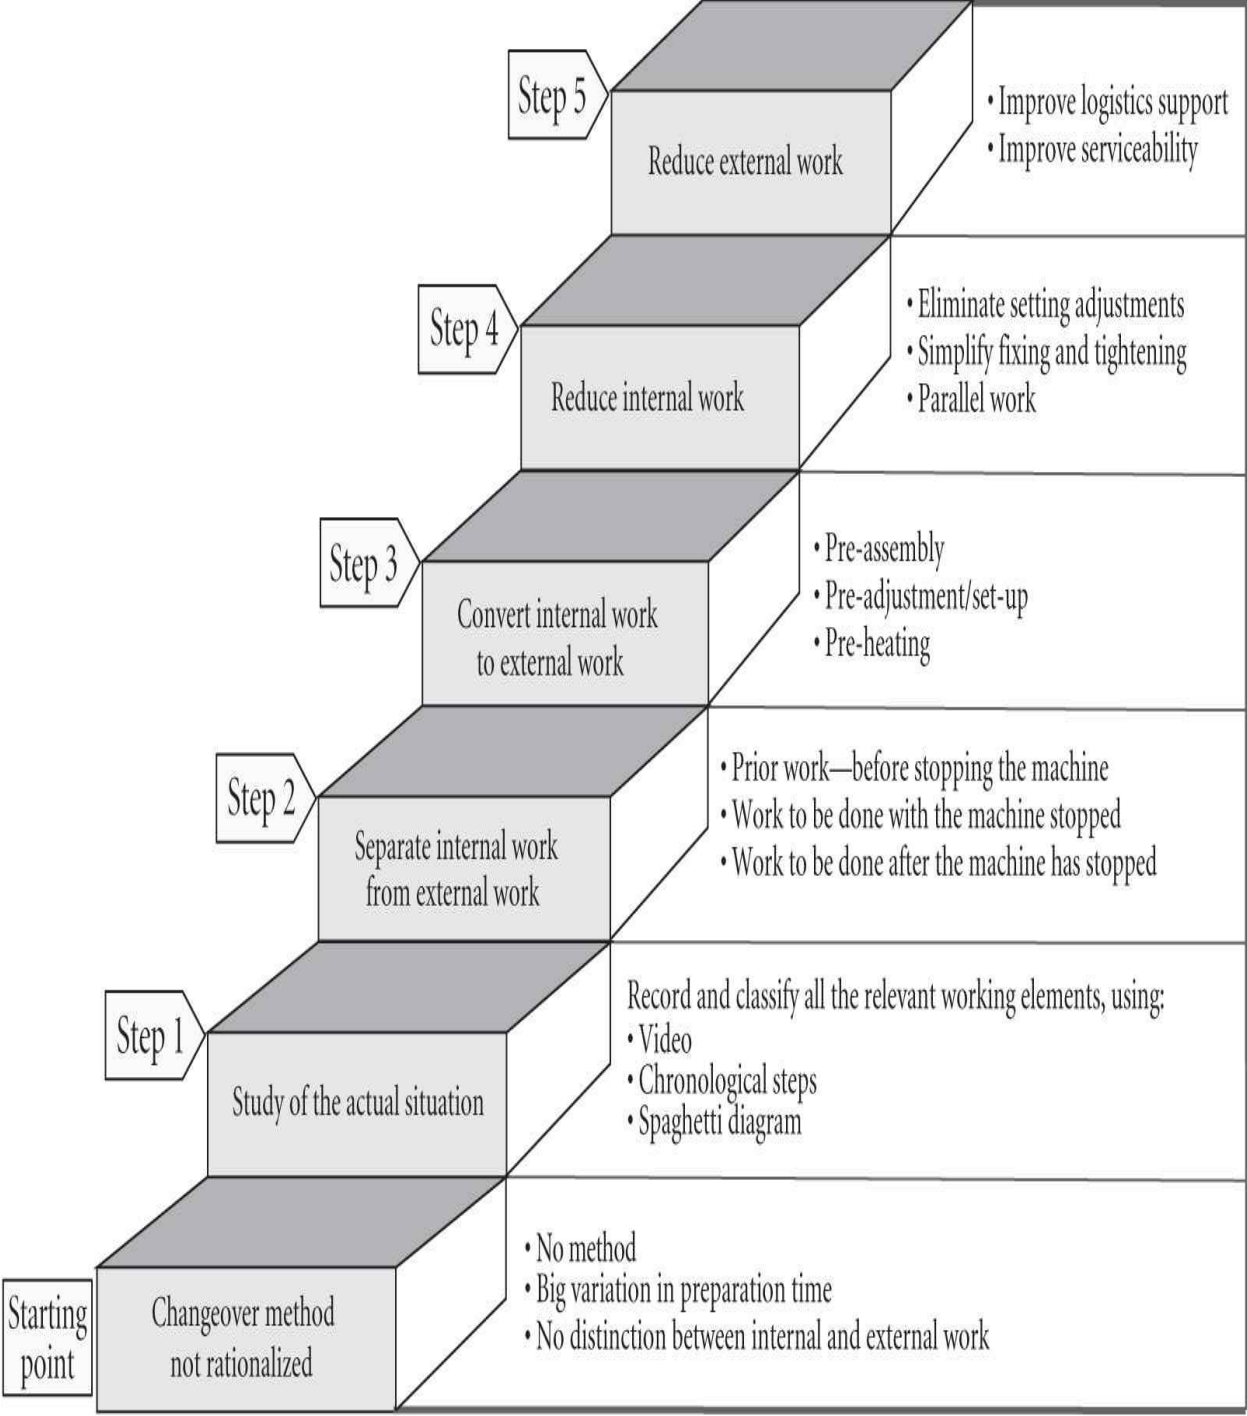 Step 5
Reduce external work
• Improve logistics support
• Improve serviceability
Step 4
Reduce internal work
• Eliminate setting adjustments
• Simplify fixing and tightening
• Parallel work
Step 3
Convert internal work
to external work
• Pre-assembly
• Pre-adjustment/set-up
• Pre-heating
Step 2
Separate internal work
from external work
• Prior work—before stopping the machine
• Work to be done with the machine stopped
• Work to be done after the machine has stopped
Step 1
Study of the actual situation
Record and classify all the relevant working elements, using:
• Video
• Chronological steps
• Spaghetti diagram
Starting
point
Changeover method
not rationalized
• No method
• Big variation in preparation time
• No distinction between internal and external work